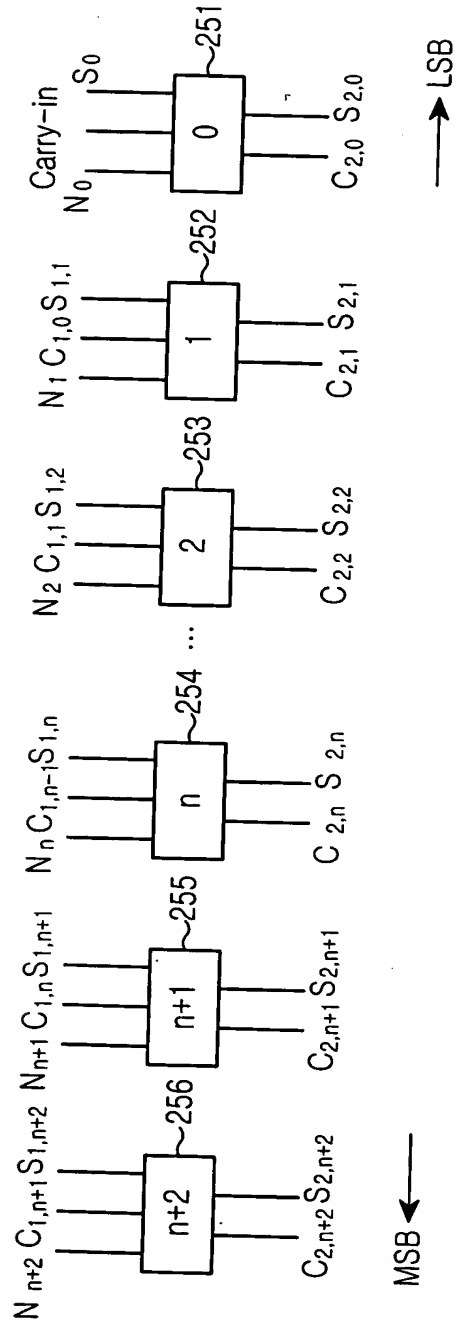 N n+2 C1,n+1 S1,n+2 Nn+1 C1,n S1,n+1 Nn C1,n-1 S1,n N2 C1,1 S1,2 N1 C1,0 S1,1 N0 Carry-in S0
256 255 254 253 252 251
n+2 n+1 n ... 2 1 0
C2,n+2 S2,n+2 C2,n+1 S2,n+1 C2,n S2,n C2,2 S2,2 C2,1 S2,1 C2,0 S2,0
MSB LSB